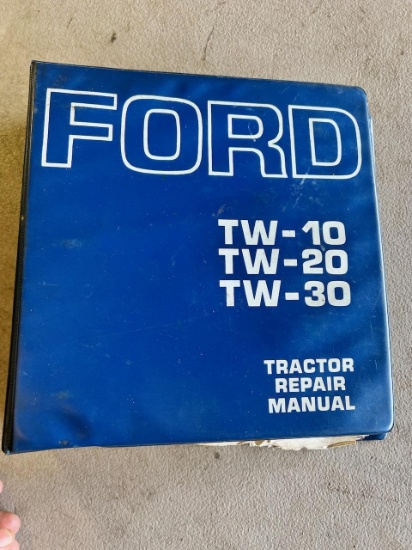 FORD
TW-10
TW-20
TW-30
TRACTOR
REPAIR
MANUAL